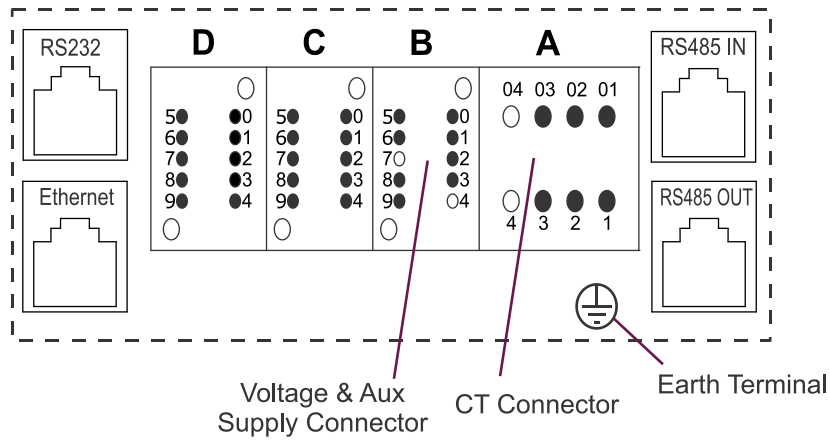 RS232 D C B A RS485 IN
04 03 02 01
5 0 5 0 5 0
6 1 6 1 6 1
7 2 7 2 7 2
8 3 8 3 8 3
Ethernet 9 4 9 4 9 4 RS485 OUT
4 3 2 1
Voltage & Aux
Supply Connector
CT Connector
Earth Terminal